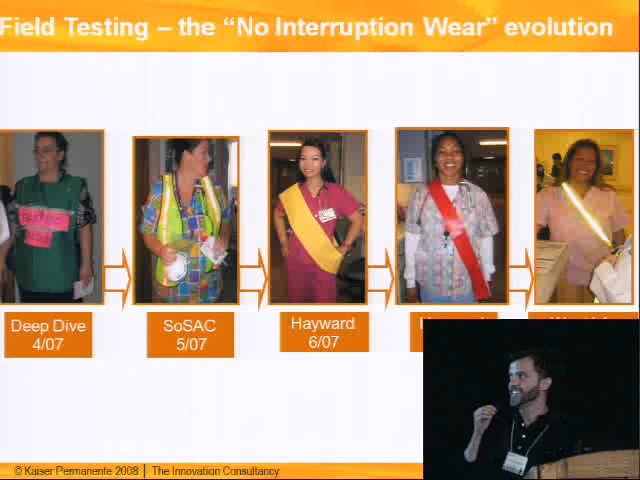 Field Testing – the “No Interruption Wear” evolution
Deep Dive
4/07
SoSAC
5/07
Hayward
6/07
© Kaiser Permanente 2008 | The Innovation Consultancy